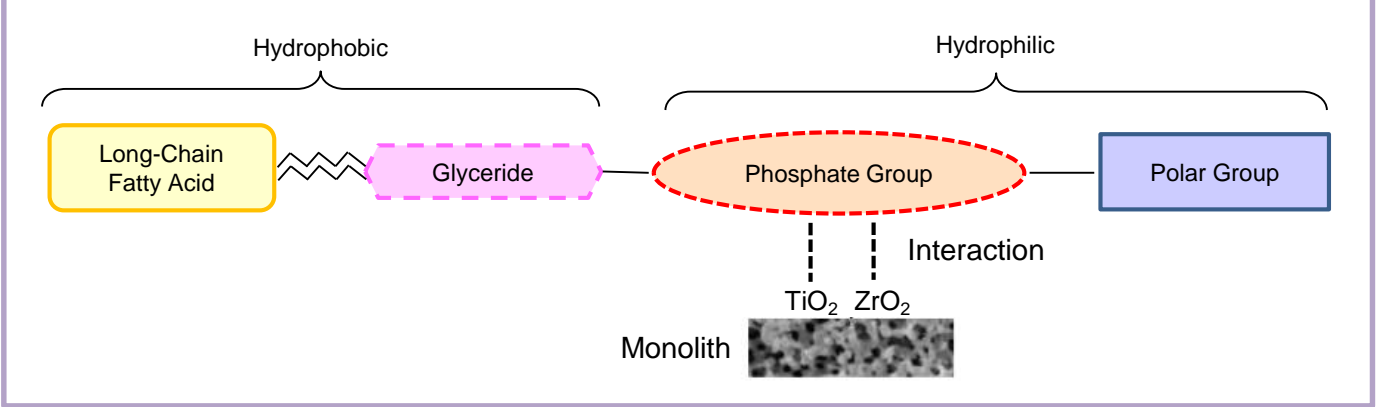 Hydrophobic
Hydrophilic
Long-Chain
Fatty Acid
Glyceride
Phosphate Group
Polar Group
Interaction
TiO₂ ZrO₂
Monolith